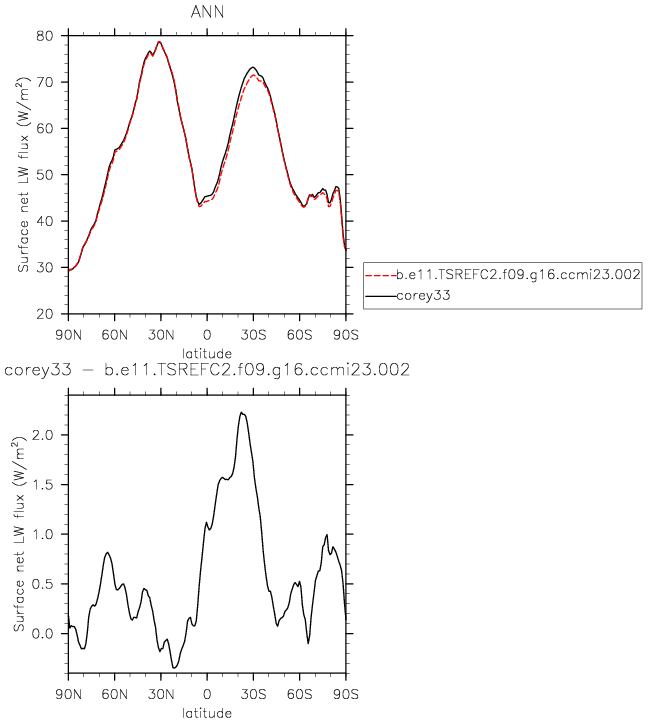 ANN
Surface net LW flux (W/m²)
80
70
60
50
40
30
20
90N 60N 30N 0 30S 60S 90S
latitude
b.e11.TSREFC2.f09.g16.ccmi23.002
corey33
corey33 – b.e11.TSREFC2.f09.g16.ccmi23.002
Surface net LW flux (W/m²)
2.0
1.5
1.0
0.5
0.0
90N 60N 30N 0 30S 60S 90S
latitude